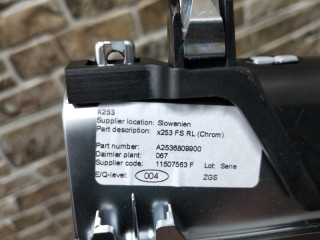 X253
Supplier location: Slowenien
Part description: x253 FS RL (Chrom)
Part number: A2536809900
Daimler plant: 067
Supplier code: 11507563 F Lot: Serie
E/Q-level: 004 ZGS